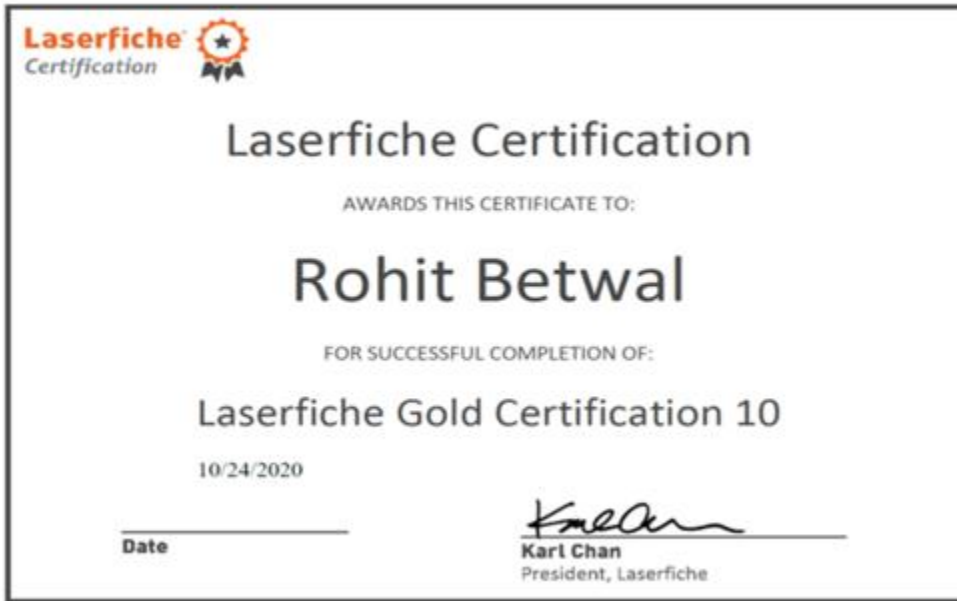 Laserfiche
Certification
Laserfiche Certification
AWARDS THIS CERTIFICATE TO:
Rohit Betwal
FOR SUCCESSFUL COMPLETION OF:
Laserfiche Gold Certification 10
10/24/2020
Date
Karl Chan
President, Laserfiche